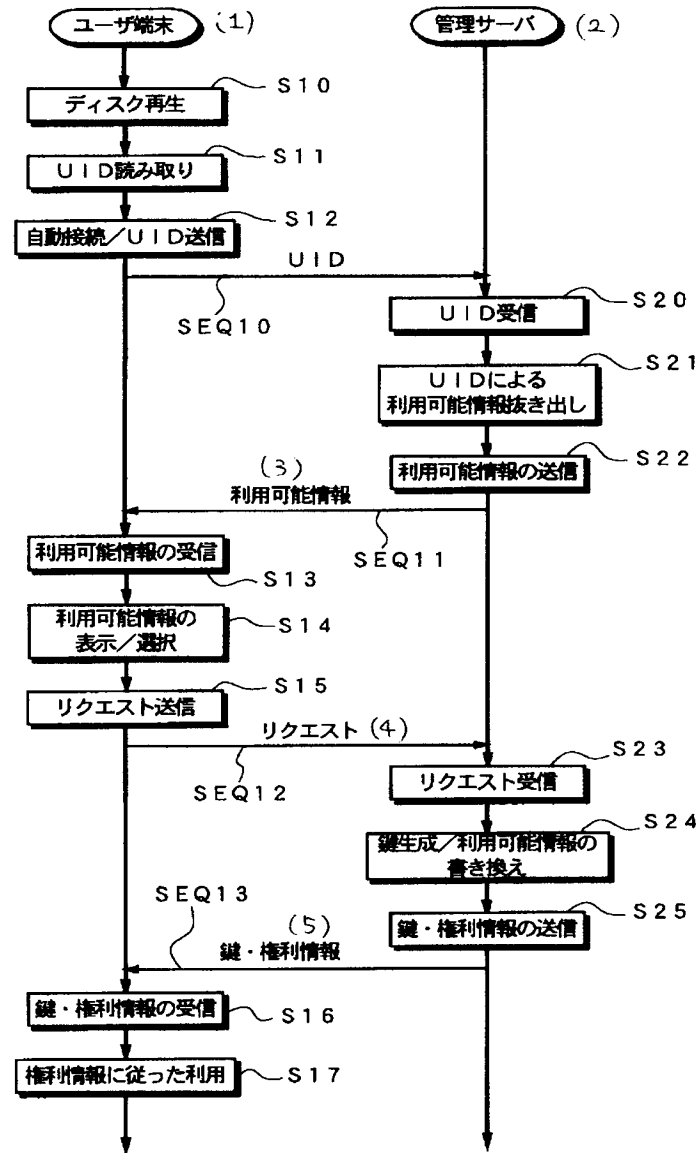 ユーザ端末 (1)
管理サーバ (2)
S10
ディスク再生
S11
UID読み取り
S12
自動接続/UID送信
UID
SEQ10
S20
UID受信
S21
UIDによる
利用可能情報抜き出し
S22
利用可能情報の送信
(3)
利用可能情報
SEQ11
利用可能情報の受信
S13
利用可能情報の
表示/選択
S14
S15
リクエスト送信
リクエスト (4)
SEQ12
S23
リクエスト受信
S24
鍵生成/利用可能情報の
書き換え
S25
鍵・権利情報の送信
SEQ13
(5)
鍵・権利情報
鍵・権利情報の受信
S16
権利情報に従った利用
S17